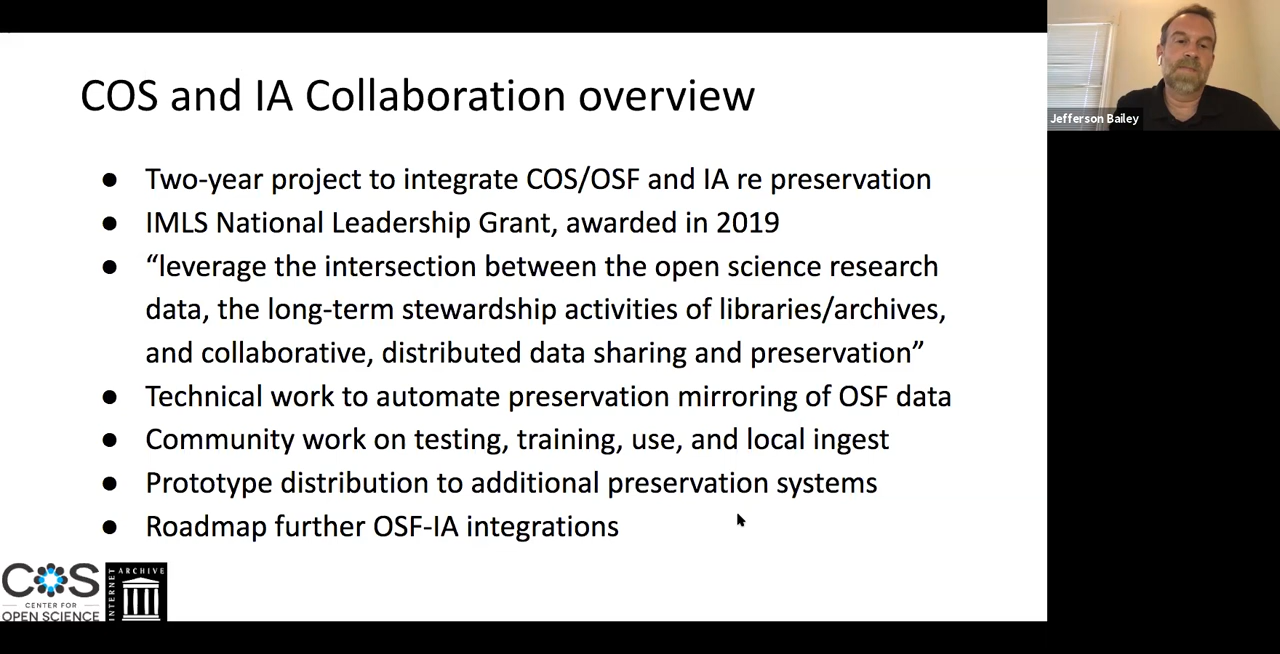 COS and IA Collaboration overview
Jefferson Bailey
● Two-year project to integrate COS/OSF and IA re preservation
● IMLS National Leadership Grant, awarded in 2019
● “leverage the intersection between the open science research
data, the long-term stewardship activities of libraries/archives,
and collaborative, distributed data sharing and preservation”
● Technical work to automate preservation mirroring of OSF data
● Community work on testing, training, use, and local ingest
● Prototype distribution to additional preservation systems
● Roadmap further OSF-IA integrations
COS
CENTER FOR
OPEN SCIENCE
INTERNET
ARCHIVE